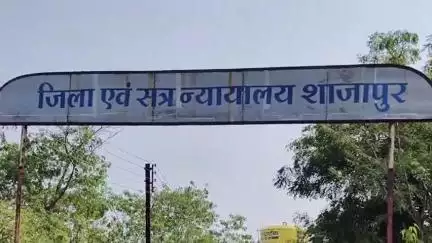 जिला एवं सत्र न्यायालय शाजापुर